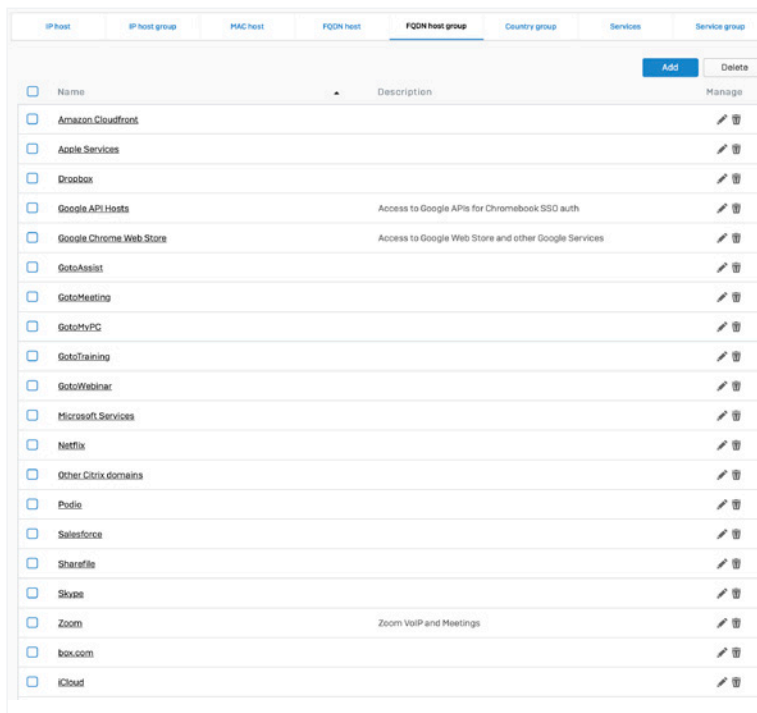 IP host IP host group MAC host FQDN host FQDN host group Country group Services Service group
Add Delete
Name Description Manage
Amazon Cloudfront
Apple Services
Dropbox
Google API Hosts Access to Google APIs for Chromebook SSO auth
Google Chrome Web Store Access to Google Web Store and other Google Services
GotoAssist
GotoMeeting
GotoMyPC
GotoTraining
GotoWebinar
Microsoft Services
Netflix
Other Citrix domains
Podio
Salesforce
Sharefile
Skype
Zoom Zoom VoIP and Meetings
box.com
iCloud